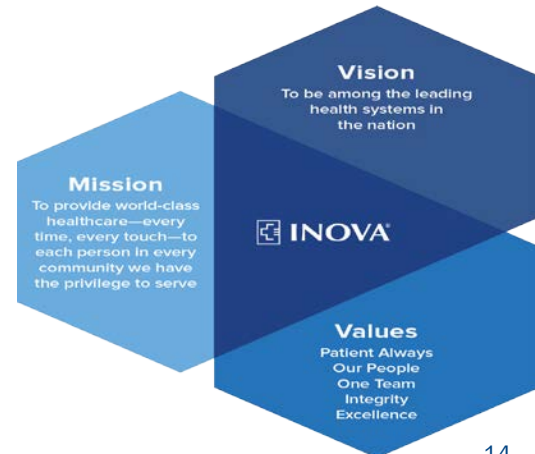 Vision
To be among the leading
health systems in
the nation
Mission
To provide world-class
healthcare—every
time, every touch—to
each person in every
community we have
the privilege to serve
INOVA®
Values
Patient Always
Our People
One Team
Integrity
Excellence
14